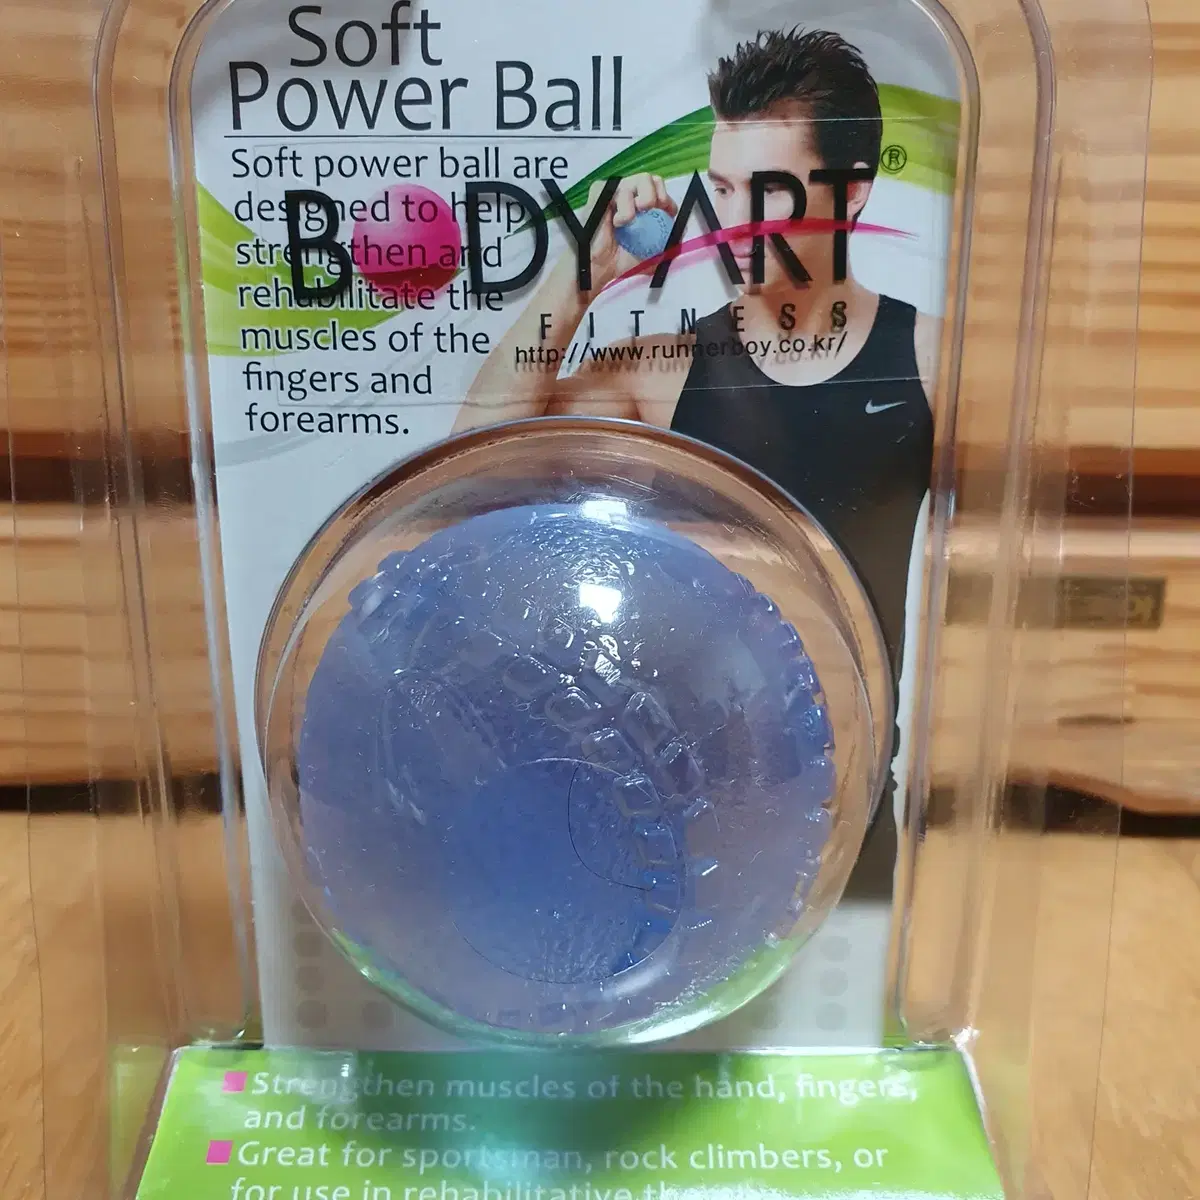 Soft
Power Ball
Soft power ball are
designed to help
strengthen and
rehabilitate the
muscles of the
fingers and
forearms.
BODY ART®
FITNESS
http://www.runnerboy.co.kr/
Strengthen muscles of the hand, fingers,
and forearms.
Great for sportsman, rock climbers, or
for use in rehabilitative